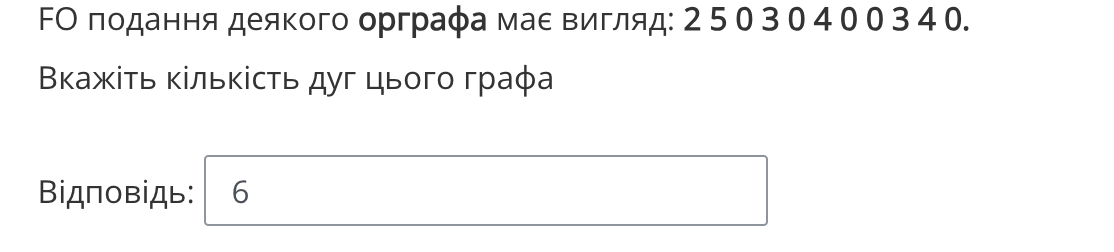 FO подання деякого орграфа має вигляд: 2 5 0 3 0 4 0 0 3 4 0.
Вкажіть кількість дуг цього графа
Відповідь: 6